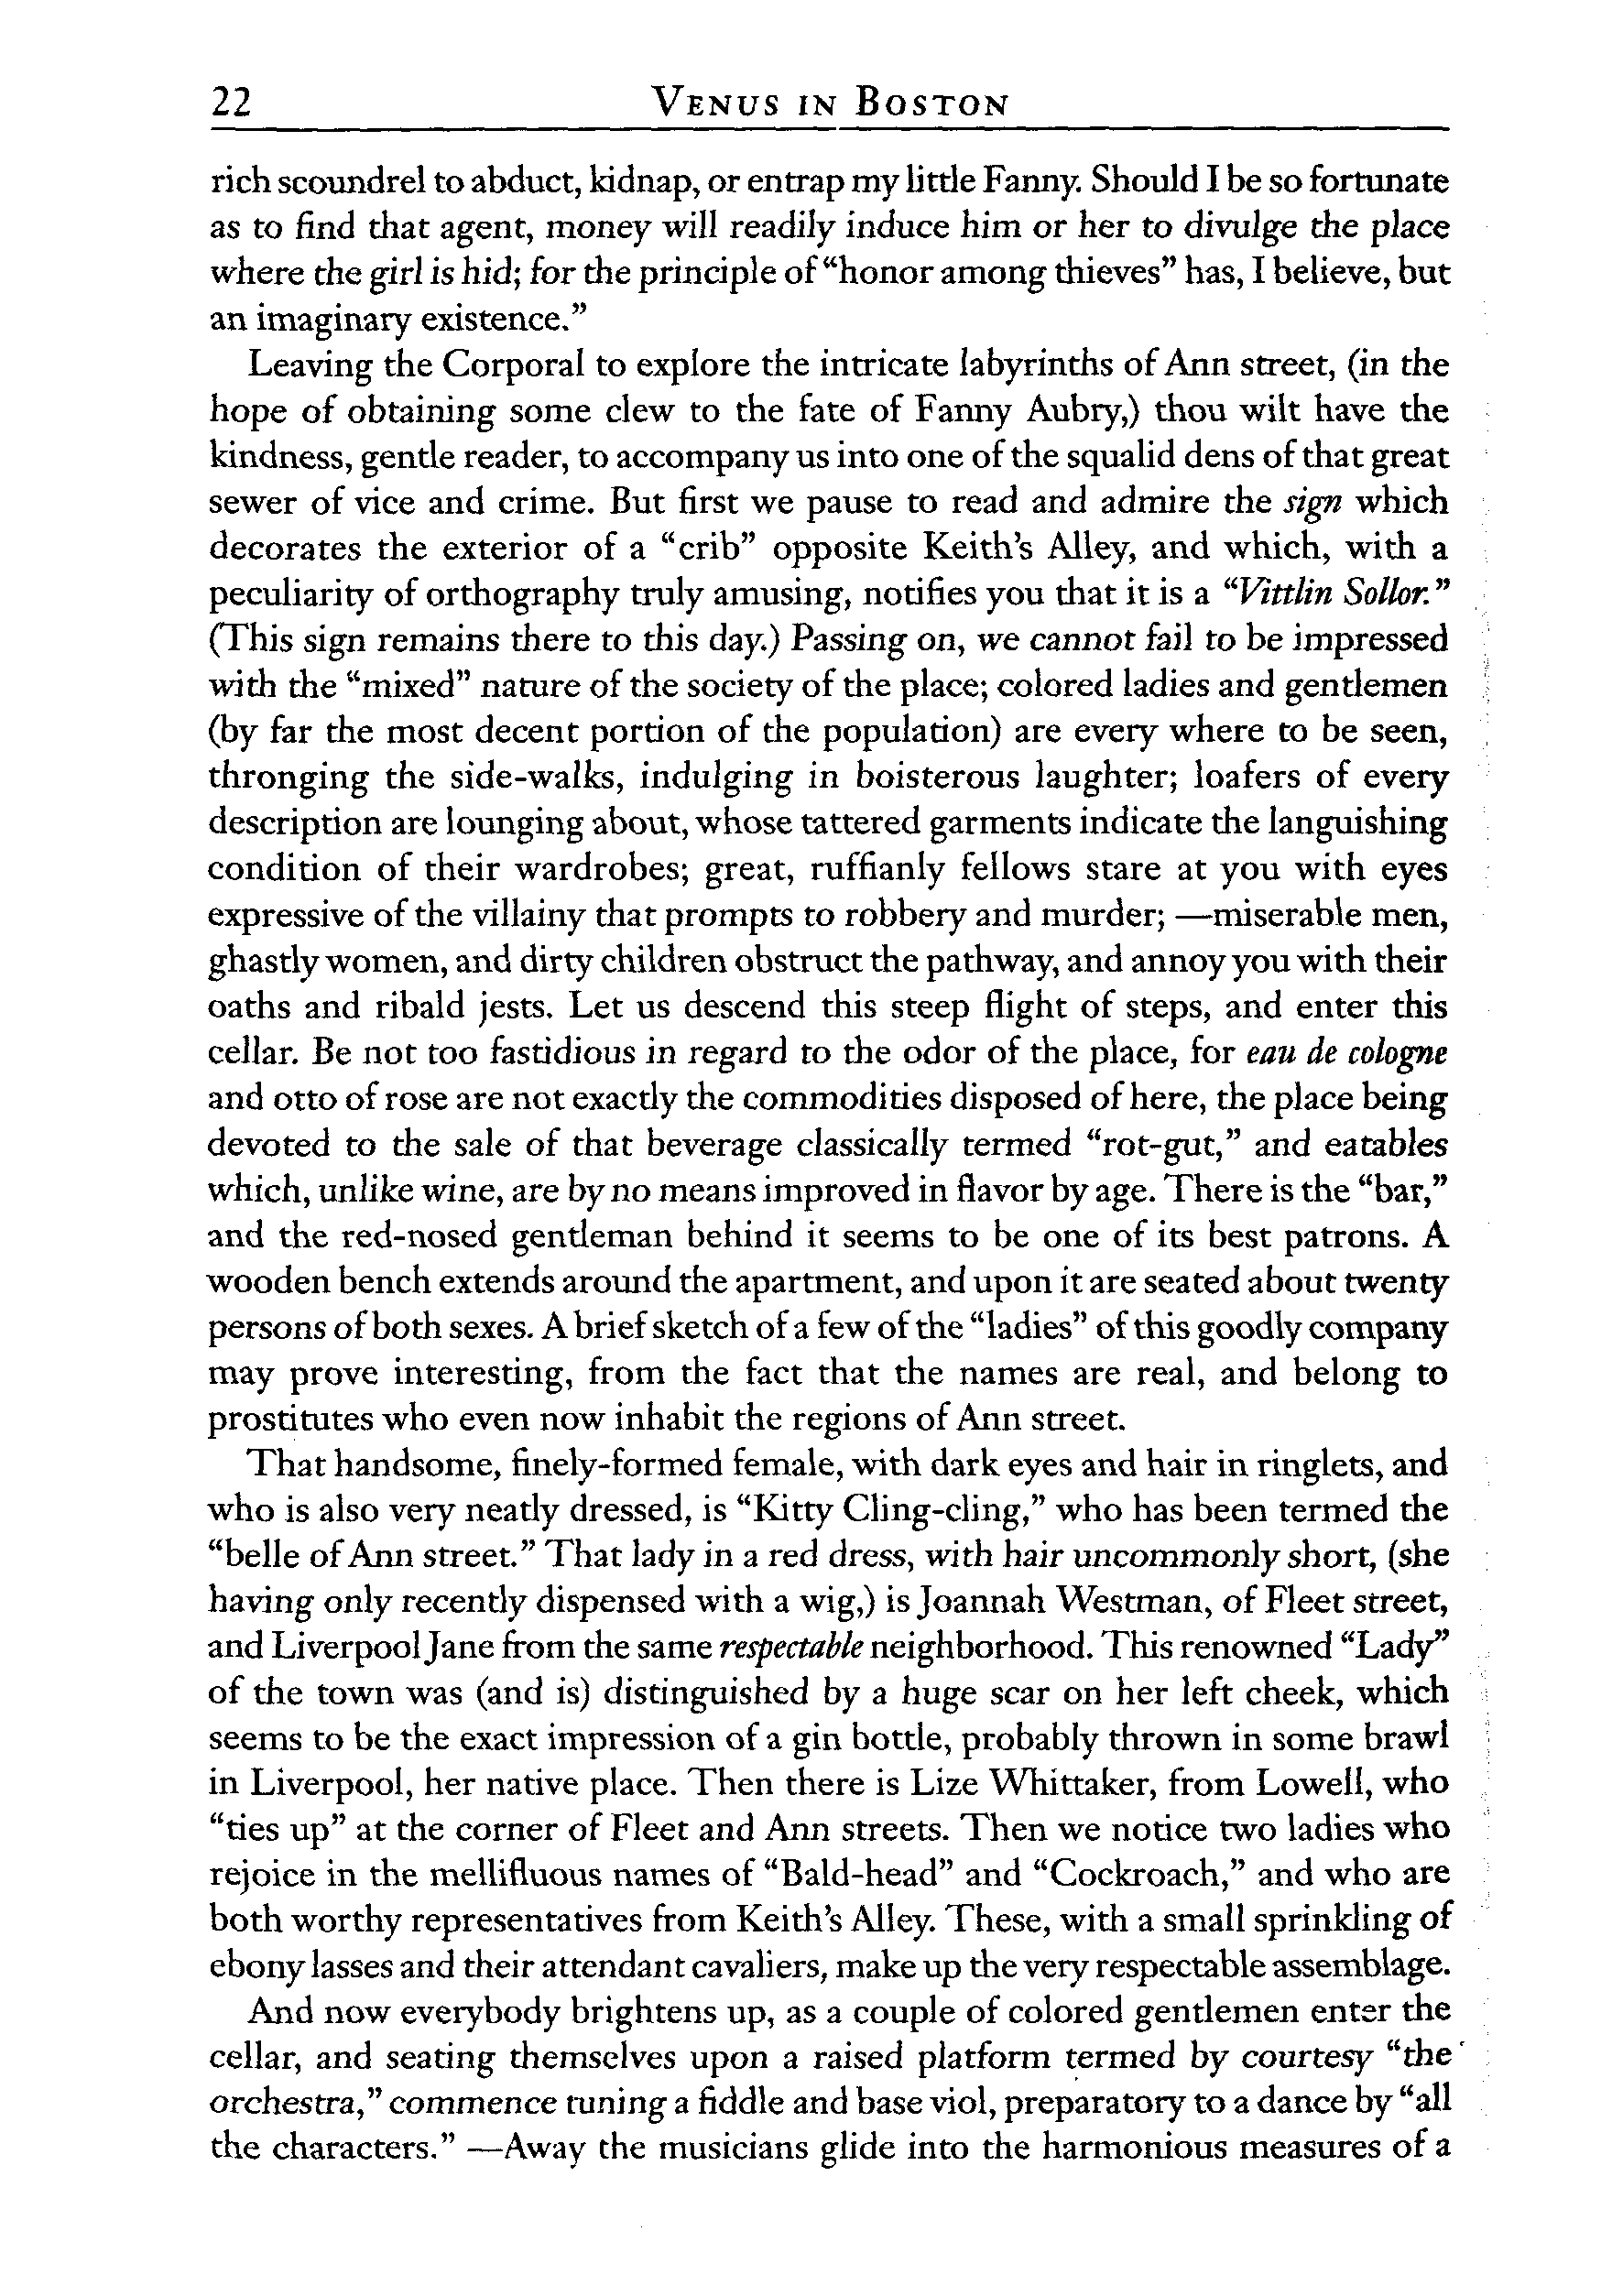 22 VENUS IN BOSTON
rich scoundrel to abduct, kidnap, or entrap my little Fanny. Should I be so fortunate
as to find that agent, money will readily induce him or her to divulge the place
where the girl is hid; for the principle of “honor among thieves” has, I believe, but
an imaginary existence.”
Leaving the Corporal to explore the intricate labyrinths of Ann street, (in the
hope of obtaining some clew to the fate of Fanny Aubry,) thou wilt have the
kindness, gentle reader, to accompany us into one of the squalid dens of that great
sewer of vice and crime. But first we pause to read and admire the sign which
decorates the exterior of a “crib” opposite Keith’s Alley, and which, with a
peculiarity of orthography truly amusing, notifies you that it is a “Vittlin Sollor.”
(This sign remains there to this day.) Passing on, we cannot fail to be impressed
with the “mixed” nature of the society of the place; colored ladies and gentlemen
(by far the most decent portion of the population) are every where to be seen,
thronging the side-walks, indulging in boisterous laughter; loafers of every
description are lounging about, whose tattered garments indicate the languishing
condition of their wardrobes; great, ruffianly fellows stare at you with eyes
expressive of the villainy that prompts to robbery and murder; —miserable men,
ghastly women, and dirty children obstruct the pathway, and annoy you with their
oaths and ribald jests. Let us descend this steep flight of steps, and enter this
cellar. Be not too fastidious in regard to the odor of the place, for eau de cologne
and otto of rose are not exactly the commodities disposed of here, the place being
devoted to the sale of that beverage classically termed “rot-gut,” and eatables
which, unlike wine, are by no means improved in flavor by age. There is the “bar,”
and the red-nosed gentleman behind it seems to be one of its best patrons. A
wooden bench extends around the apartment, and upon it are seated about twenty
persons of both sexes. A brief sketch of a few of the “ladies” of this goodly company
may prove interesting, from the fact that the names are real, and belong to
prostitutes who even now inhabit the regions of Ann street.
That handsome, finely-formed female, with dark eyes and hair in ringlets, and
who is also very neatly dressed, is “Kitty Cling-cling,” who has been termed the
“belle of Ann street.” That lady in a red dress, with hair uncommonly short, (she
having only recently dispensed with a wig,) is Joannah Westman, of Fleet street,
and Liverpool Jane from the same respectable neighborhood. This renowned “Lady”
of the town was (and is) distinguished by a huge scar on her left cheek, which
seems to be the exact impression of a gin bottle, probably thrown in some brawl
in Liverpool, her native place. Then there is Lize Whittaker, from Lowell, who
“ties up” at the corner of Fleet and Ann streets. Then we notice two ladies who
rejoice in the mellifluous names of “Bald-head” and “Cockroach,” and who are
both worthy representatives from Keith’s Alley. These, with a small sprinkling of
ebony lasses and their attendant cavaliers, make up the very respectable assemblage.
And now everybody brightens up, as a couple of colored gentlemen enter the
cellar, and seating themselves upon a raised platform termed by courtesy “the
orchestra,” commence tuning a fiddle and base viol, preparatory to a dance by “all
the characters.” —Away the musicians glide into the harmonious measures of a